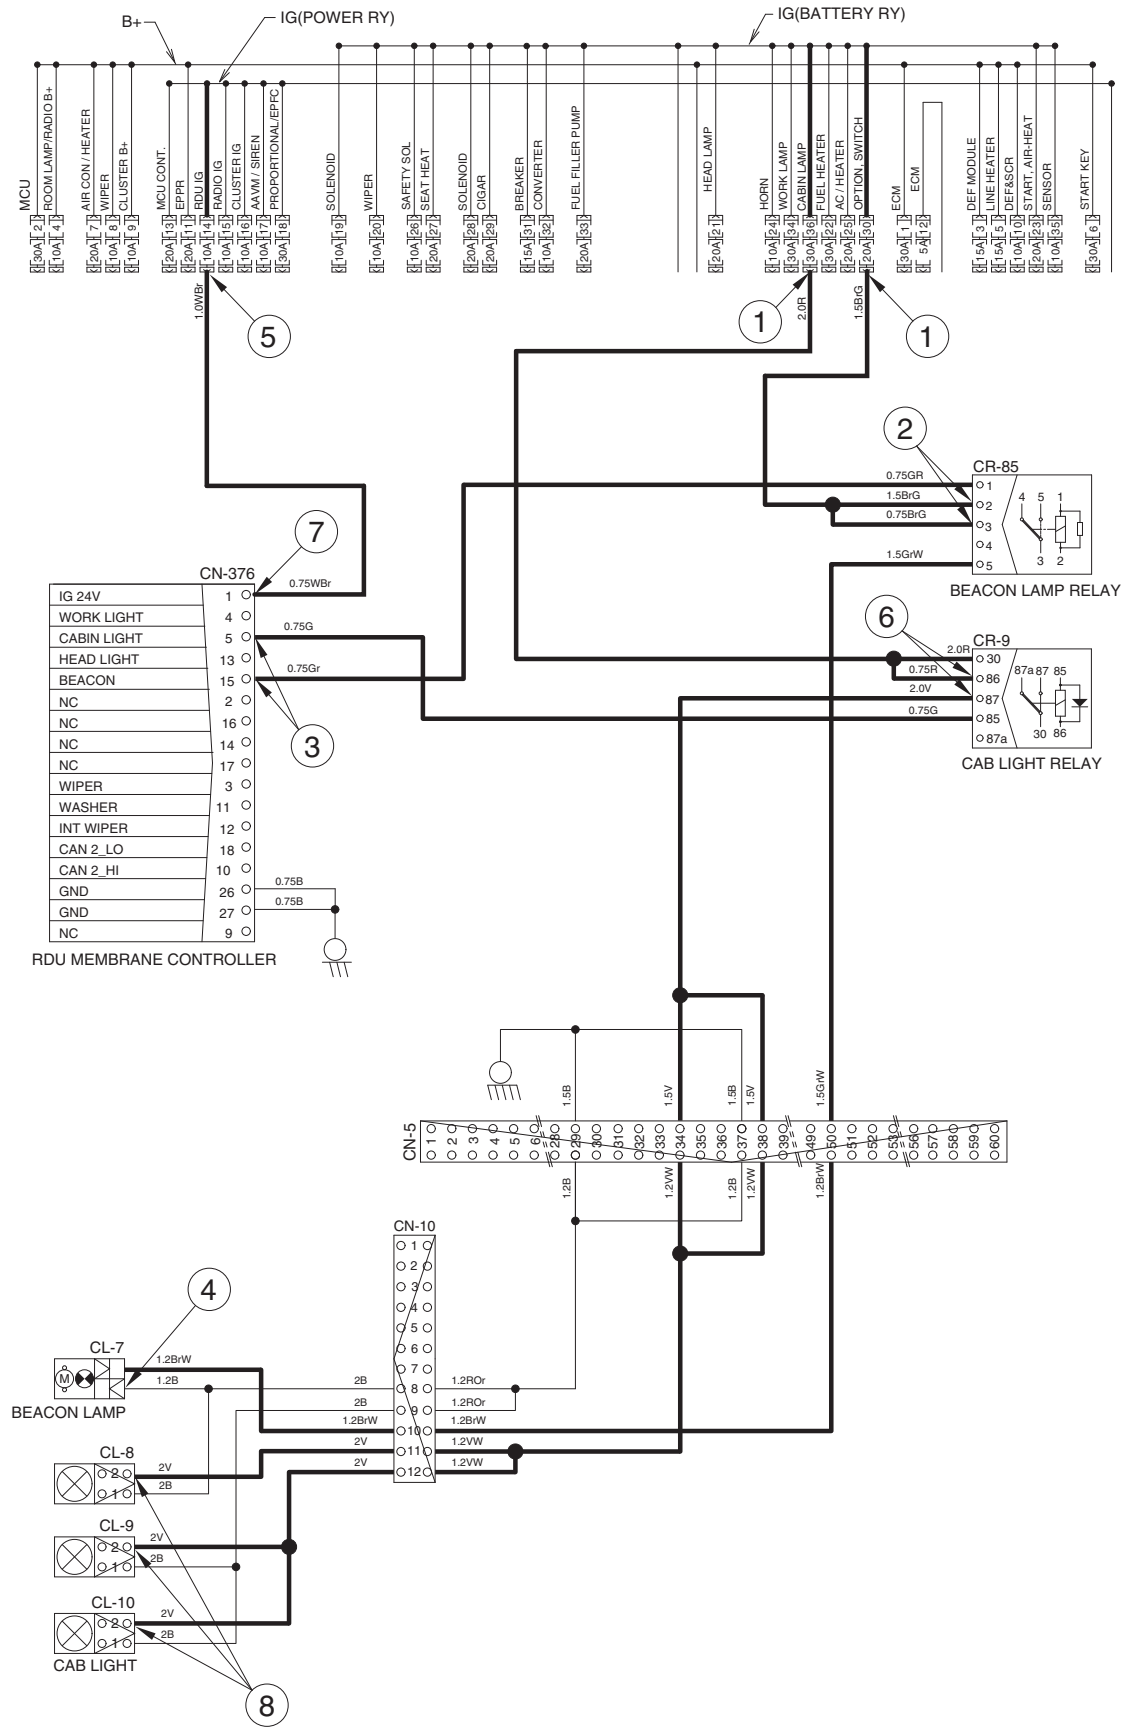 B+
IG(POWER RY)
IG(BATTERY RY)
MCU
ROOM LAMP/RADIO B+
AIR CON / HEATER
WIPER
CLUSTER B+
MCU CONT.
EPPR
RDU IG
RADIO IG
CLUSTER IG
AAVM / SIREN
PROPORTIONAL/EPFC
SOLENOID
WIPER
SAFETY SOL
SEAT HEAT
SOLENOID
CIGAR
BREAKER
CONVERTER
FUEL FILLER PUMP
HEAD LAMP
HORN
WORK LAMP
CABIN LAMP
FUEL HEATER
AC / HEATER
OPTION, SWITCH
ECM
ECM
DEF MODULE
LINE HEATER
DEF&SCR
START, AIR-HEAT
SENSOR
START KEY
30A 2
10A 4
20A 7
10A 8
10A 9
20A 13
20A 11
10A 14
10A 15
10A 16
10A 17
10A 18
10A 19
10A 20
10A 26
20A 27
20A 28
20A 29
15A 31
10A 32
20A 33
20A 21
10A 24
30A 34
30A 36
30A 22
20A 25
20A 30
30A 1
5A 12
15A 3
15A 5
10A 10
20A 23
10A 35
30A 6
1.0WBr
5
1
2.0R
1.5BrG
1
2
CR-85
0.75GR
1
1.5BrG
2
0.75BrG
3
4
1.5GrW
5
4 5 1
3 2
BEACON LAMP RELAY
7
CN-376
0.75WBr
IG 24V 1
WORK LIGHT 4
CABIN LIGHT 5
0.75G
HEAD LIGHT 13
BEACON 15
0.75Gr
NC 2
NC 16
NC 14
NC 17
WIPER 3
WASHER 11
INT WIPER 12
CAN 2_LO 18
CAN 2_HI 10
GND 26
0.75B
GND 27
0.75B
NC 9
RDU MEMBRANE CONTROLLER
3
6
CR-9
2.0R
30
0.75R
86
2.0V
87
0.75G
85
87a
87a 87 85
30 86
CAB LIGHT RELAY
1.5B
1.5V
1.5B
1.5V
1.5GrW
CN-5
1 2 3 4 5 6 28 29 30 31 32 33 34 35 36 37 38 39 49 50 51 52 53 56 57 58 59 60
1.2B
1.2VW
1.2B
1.2VW
1.2BrW
CN-10
1
2
3
4
5
6
7
2B 8 1.2ROr
2B 9 1.2ROr
1.2BrW 10 1.2BrW
2V 11 1.2VW
2V 12 1.2VW
4
CL-7
M
1.2BrW
1.2B
BEACON LAMP
CL-8
2 2V
1 2B
CL-9
2 2V
1 2B
CL-10
2 2V
1 2B
CAB LIGHT
8